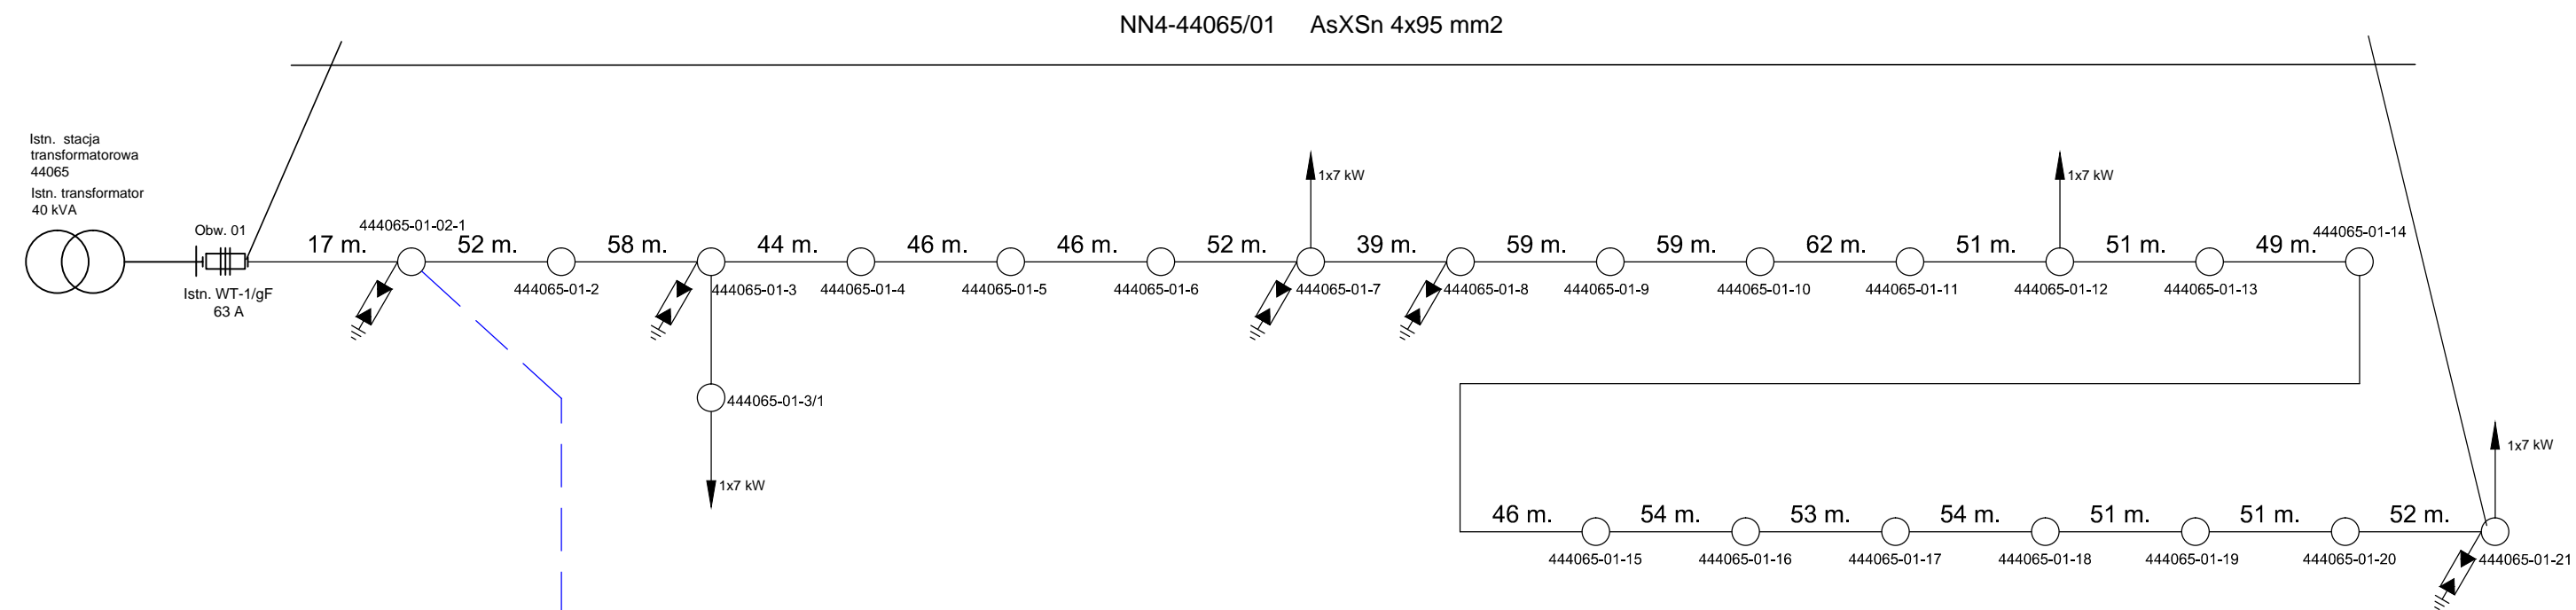 NN4-44065/01 AsXSn 4x95 mm2
Istn. stacja
transformatorowa
44065
Istn. transformator
40 kVA
Obw. 01
Istn. WT-1/gF
63 A
17 m.
444065-01-02-1
52 m.
444065-01-2
58 m.
444065-01-3
44 m.
444065-01-4
46 m.
444065-01-5
46 m.
444065-01-6
52 m.
1x7 kW
444065-01-7
39 m.
444065-01-8
59 m.
444065-01-9
59 m.
444065-01-10
62 m.
444065-01-11
51 m.
1x7 kW
444065-01-12
51 m.
444065-01-13
49 m.
444065-01-14
444065-01-3/1
1x7 kW
46 m.
444065-01-15
54 m.
444065-01-16
53 m.
444065-01-17
54 m.
444065-01-18
51 m.
444065-01-19
51 m.
444065-01-20
52 m.
1x7 kW
444065-01-21